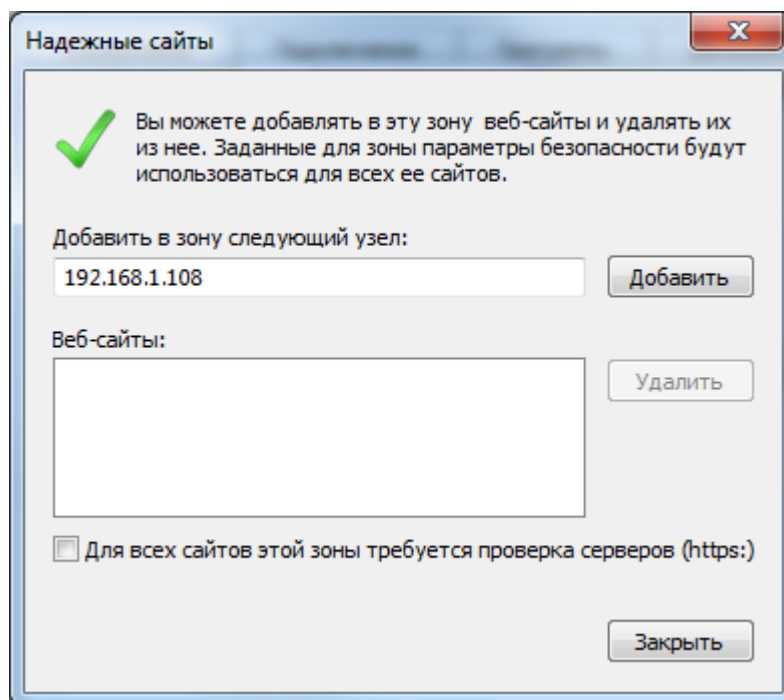 Надежные сайты
Вы можете добавлять в эту зону веб-сайты и удалять их
из нее. Заданные для зоны параметры безопасности будут
использоваться для всех ее сайтов.
Добавить в зону следующий узел:
192.168.1.108
Добавить
Веб-сайты:
Удалить
Для всех сайтов этой зоны требуется проверка серверов (https:)
Закрыть